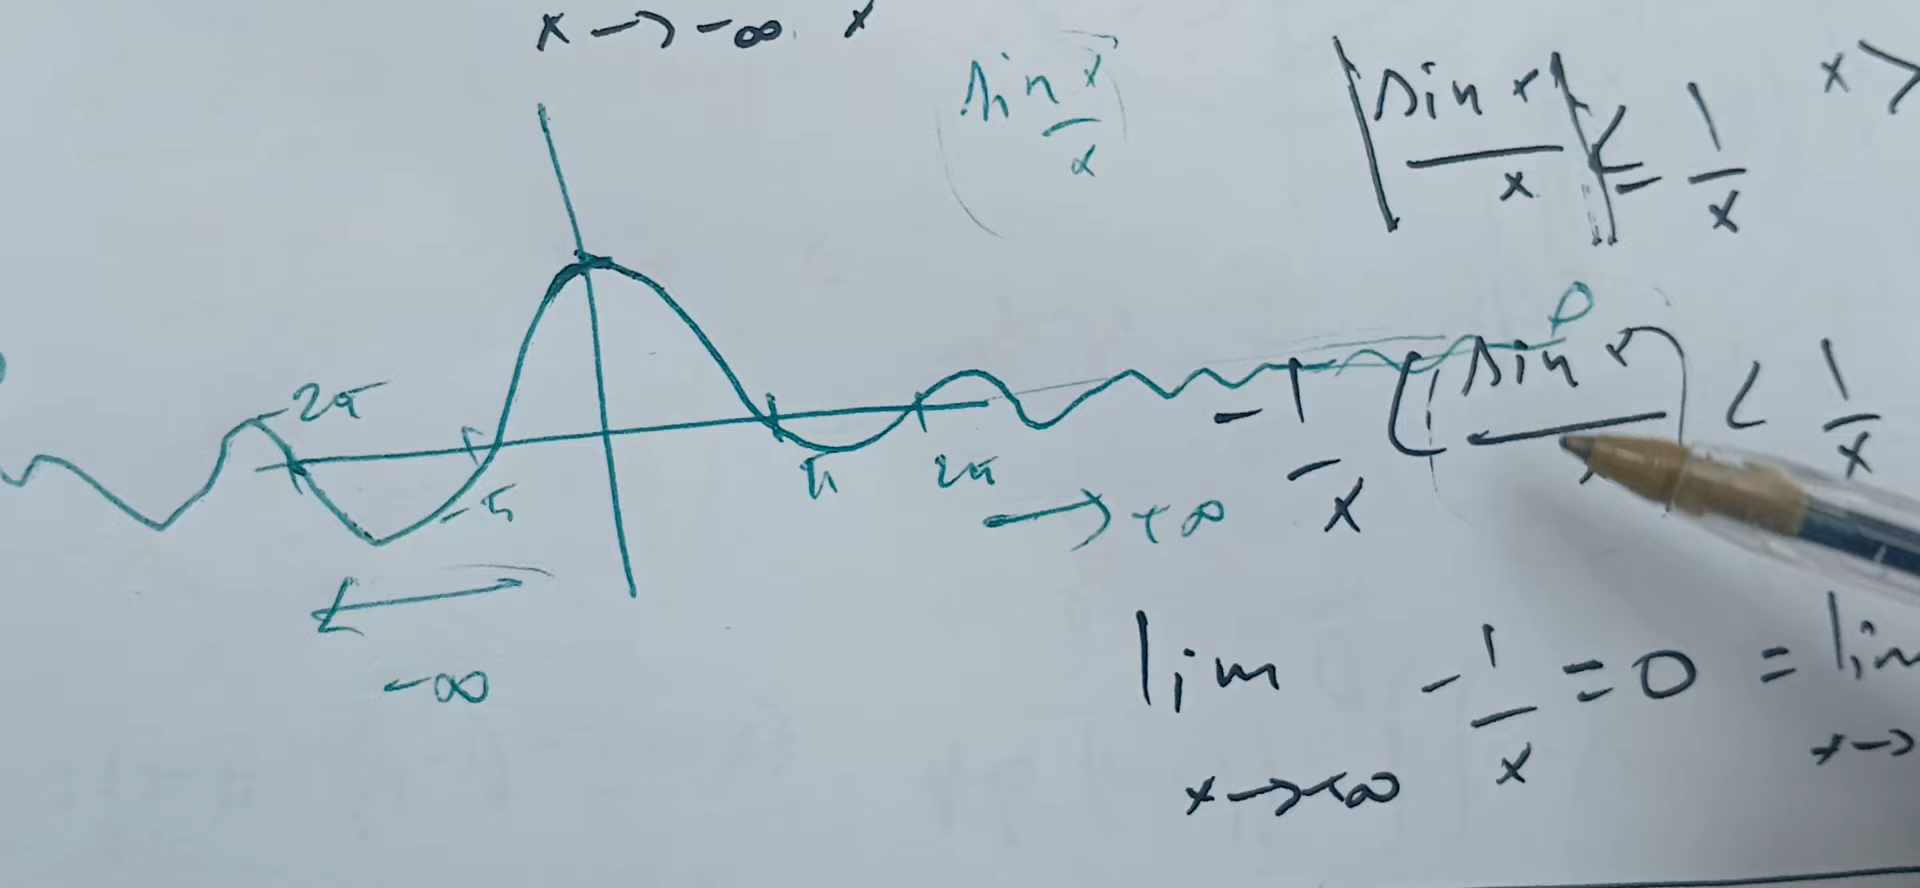 x → -∞ x
sin x / x
|sin x / x| ≤ 1/x x >
-2π
-π
π
2π
→ +∞
-∞
-1/x (sin x / x) < 1/x
lim x→+∞ -1/x = 0 = lim x→